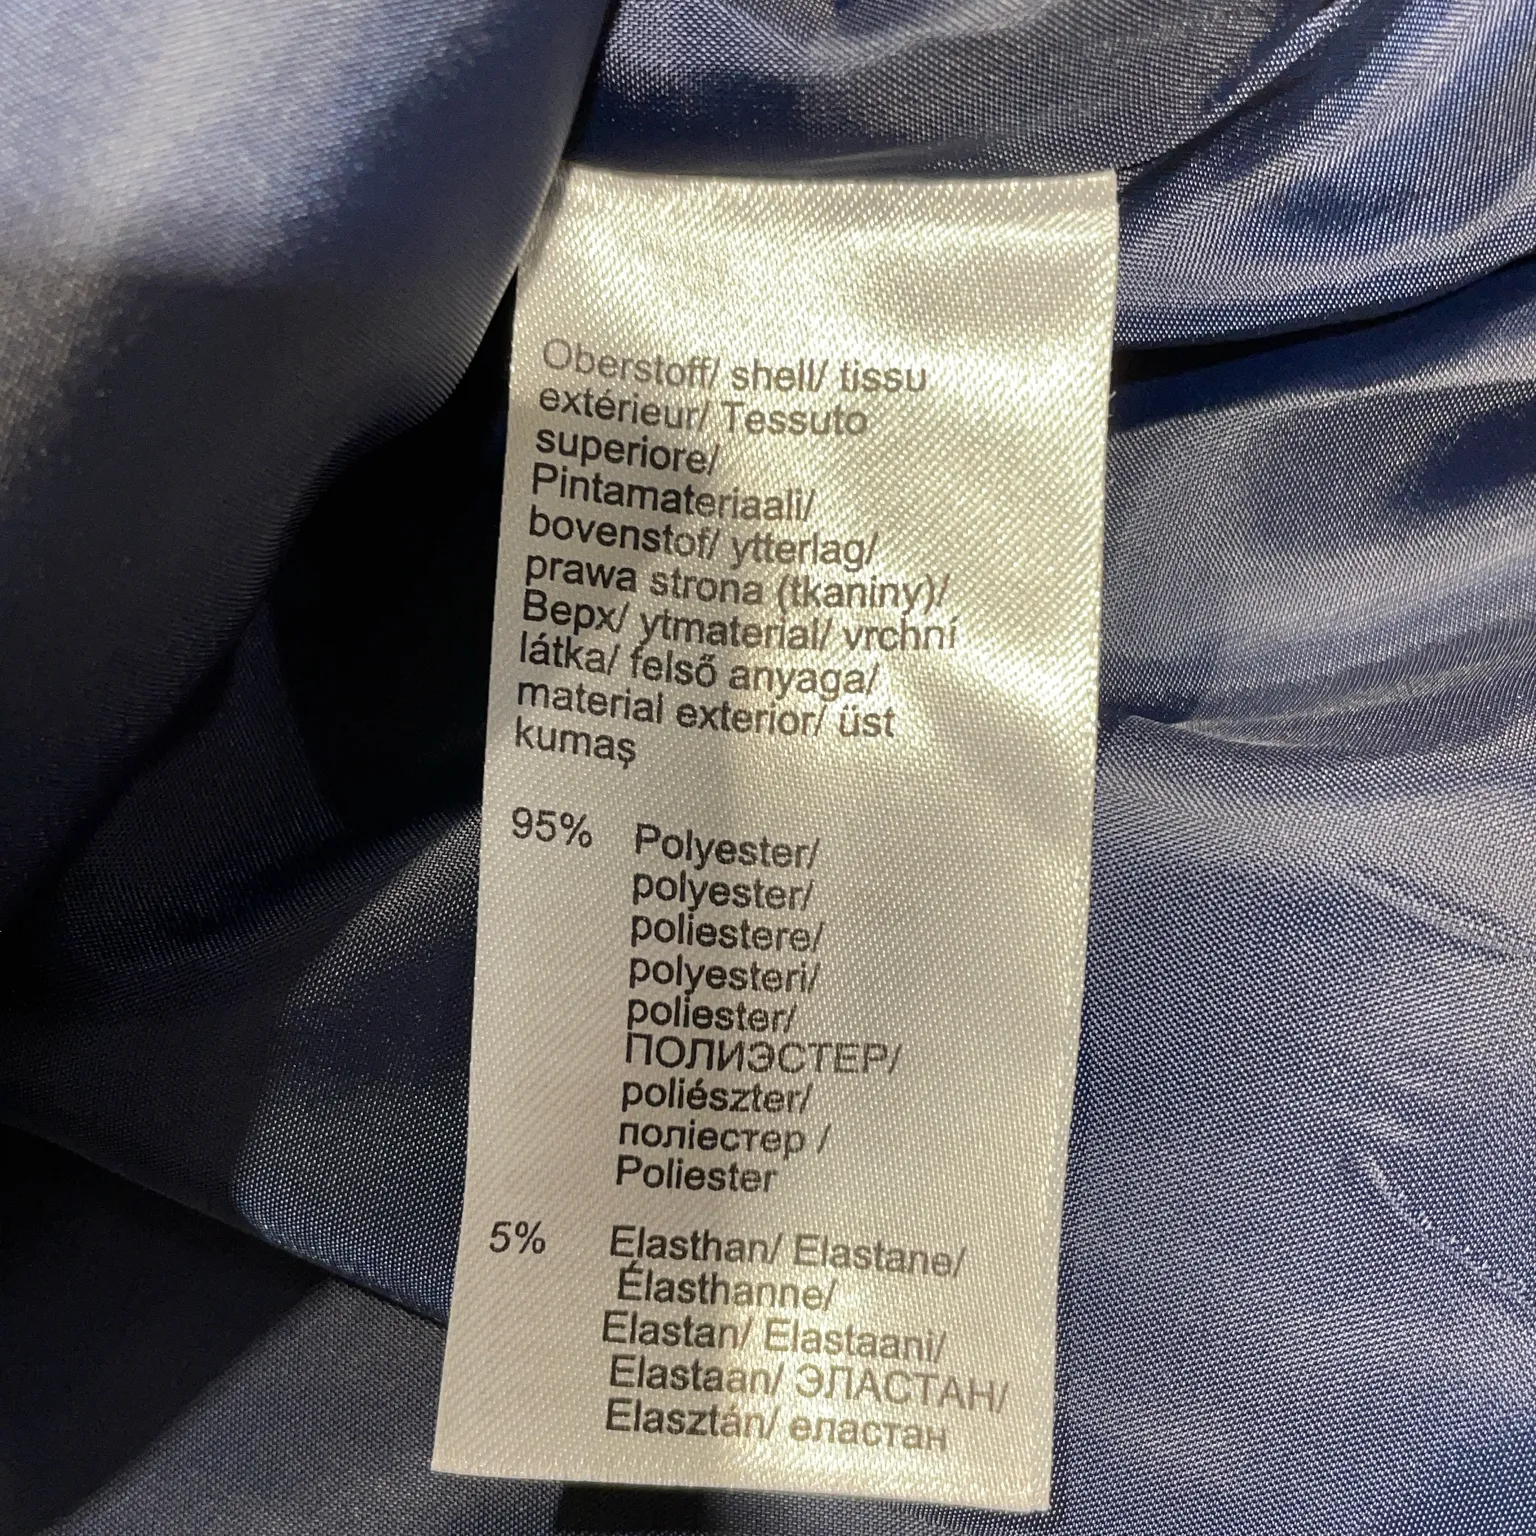 Oberstoff/ shell/ tissu
extérieur/ Tessuto
superiore/
Pintamateriaali/
bovenstof/ ytterlag/
prawa strona (tkaniny)/
Верх/ ytmaterial/ vrchní
látka/ felső anyaga/
material exterior/ üst
kumaş
95% Polyester/
polyester/
poliestere/
polyesteri/
poliester/
ПОЛИЭСТЕР/
poliészter/
поліестер /
Poliester
5% Elasthan/ Elastane/
Élasthanne/
Elastan/ Elastaani/
Elastaan/ ЭЛАСТАН/
Elasztán/ еластан